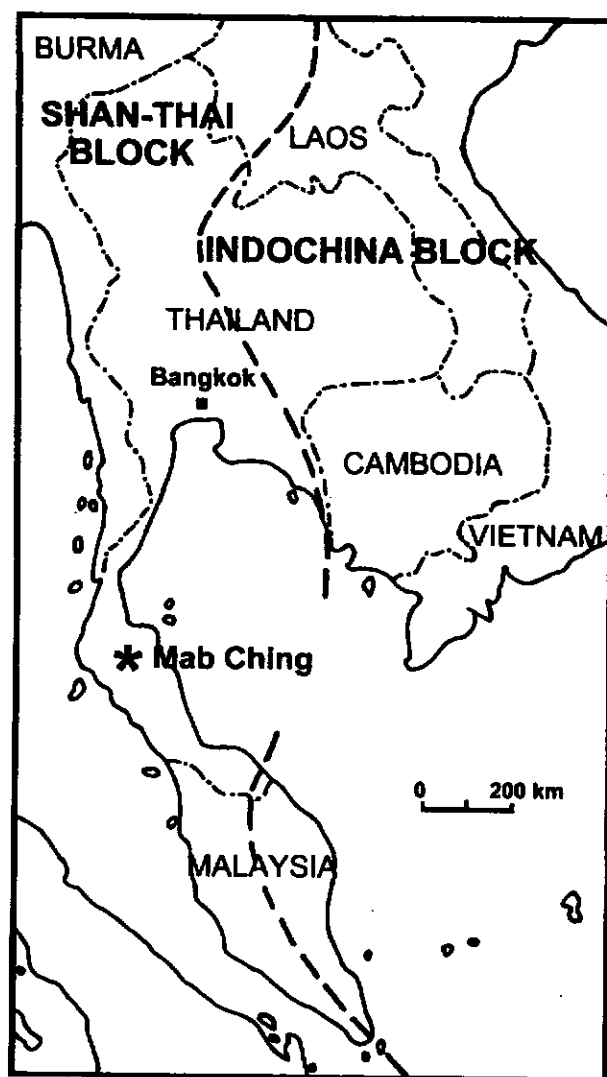 BURMA
SHAN-THAI
BLOCK
LAOS
INDOCHINA BLOCK
THAILAND
Bangkok
CAMBODIA
VIETNAM
* Mab Ching
0 200 km
MALAYSIA